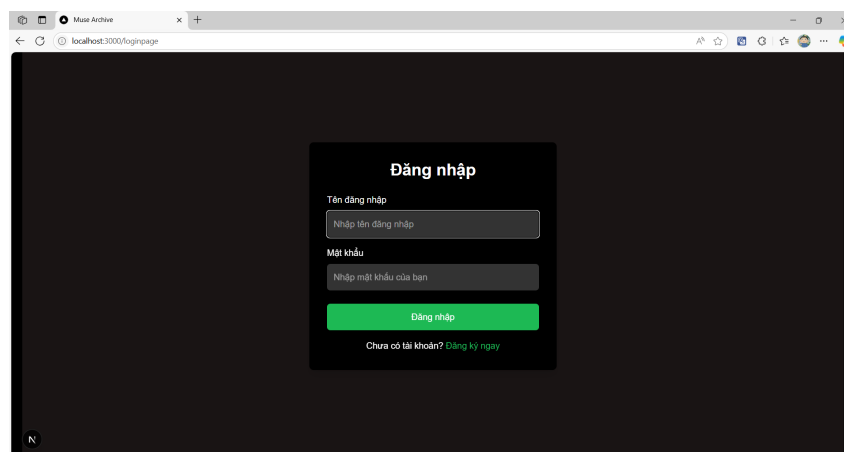 Muse Archive
localhost:3000/loginpage
Đăng nhập
Tên đăng nhập
Nhập tên đăng nhập
Mật khẩu
Nhập mật khẩu của bạn
Đăng nhập
Chưa có tài khoản? Đăng ký ngay
N